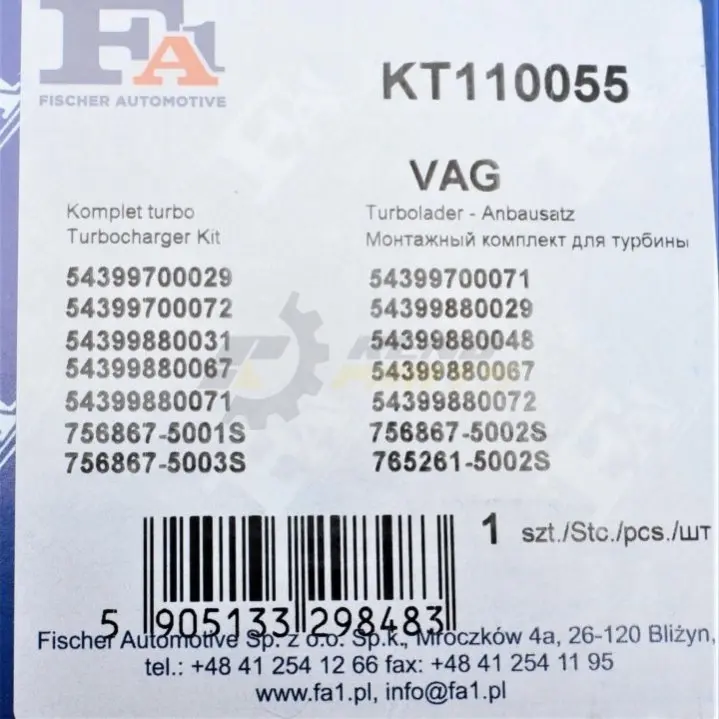 FA1
FISCHER AUTOMOTIVE
KT110055
VAG
Komplet turbo
Turbocharger Kit
Turbolader - Anbausatz
Монтажный комплект для турбины
54399700029 54399700071
54399700072 54399880029
54399880031 54399880048
54399880067 54399880067
54399880071 54399880072
756867-5001S 756867-5002S
756867-5003S 765261-5002S
1 szt./Stc./pcs./шт
5 905133 298483
Fischer Automotive Sp. z o.o. Sp.k., Mroczków 4a, 26-120 Bliżyn,
tel.: +48 41 254 12 66 fax: +48 41 254 11 95
www.fa1.pl, info@fa1.pl